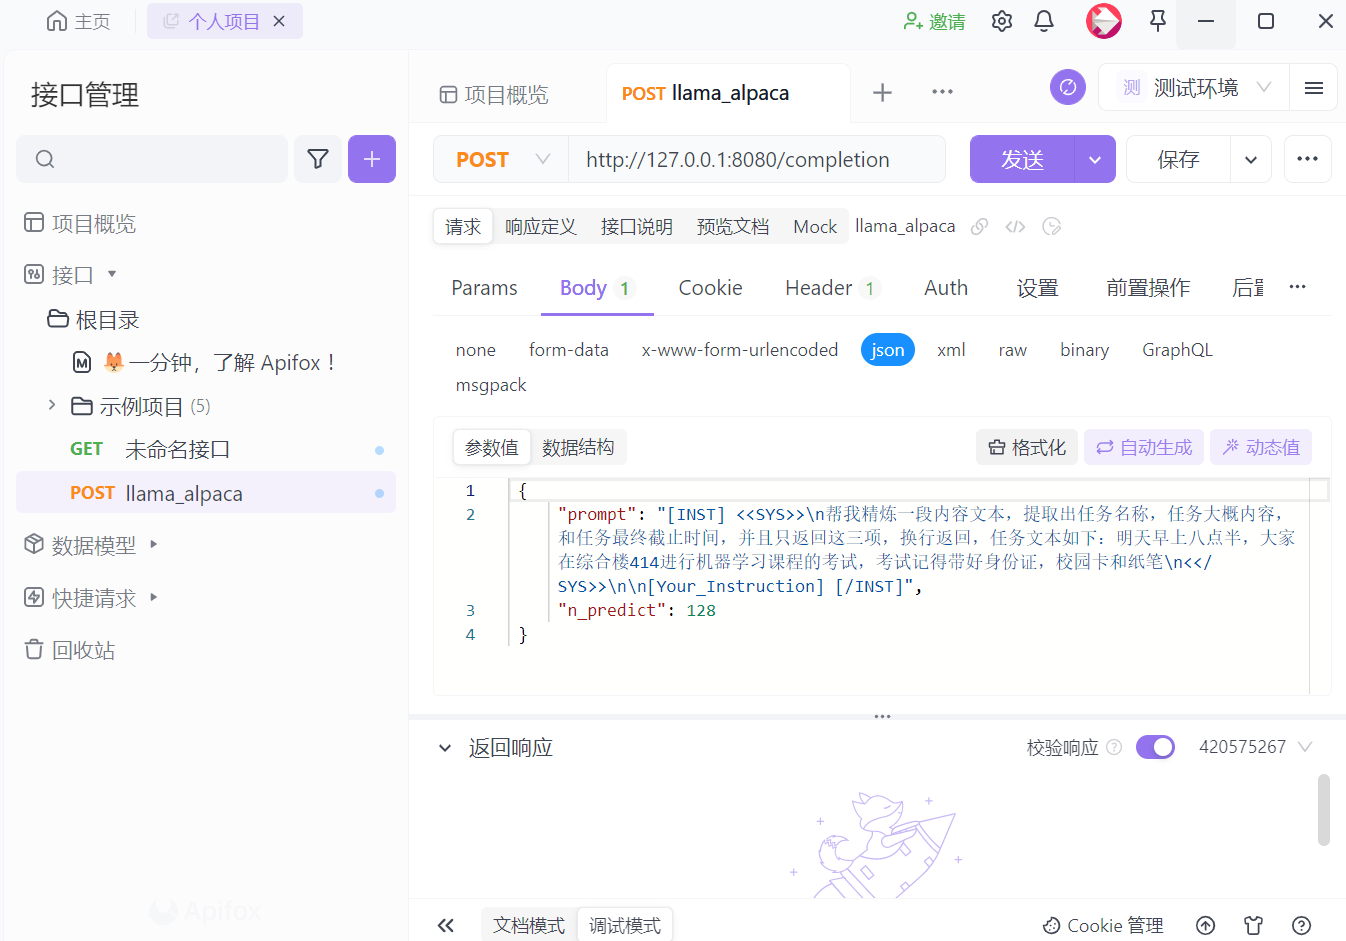 主页
个人项目
邀请
接口管理
项目概览
POST llama_alpaca
测 测试环境
POST
http://127.0.0.1:8080/completion
发送
保存
项目概览
请求 响应定义 接口说明 预览文档 Mock llama_alpaca
接口
Params Body 1 Cookie Header 1 Auth 设置 前置操作 后置
根目录
一分钟，了解 Apifox！
none form-data x-www-form-urlencoded json xml raw binary GraphQL
msgpack
示例项目 (5)
GET 未命名接口
参数值 数据结构
格式化 自动生成 动态值
POST llama_alpaca
1 {
2 "prompt": "[INST] <<SYS>>\n帮我精炼一段内容文本，提取出任务名称，任务大概内容，
和任务最终截止时间，并且只返回这三项，换行返回，任务文本如下：明天早上八点半，大家
在综合楼414进行机器学习课程的考试，考试记得带好身份证，校园卡和纸笔\n<</
SYS>>\n\n[Your_Instruction] [/INST]",
3 "n_predict": 128
4 }
数据模型
快捷请求
回收站
返回响应
校验响应
420575267
Apifox
文档模式 调试模式
Cookie 管理